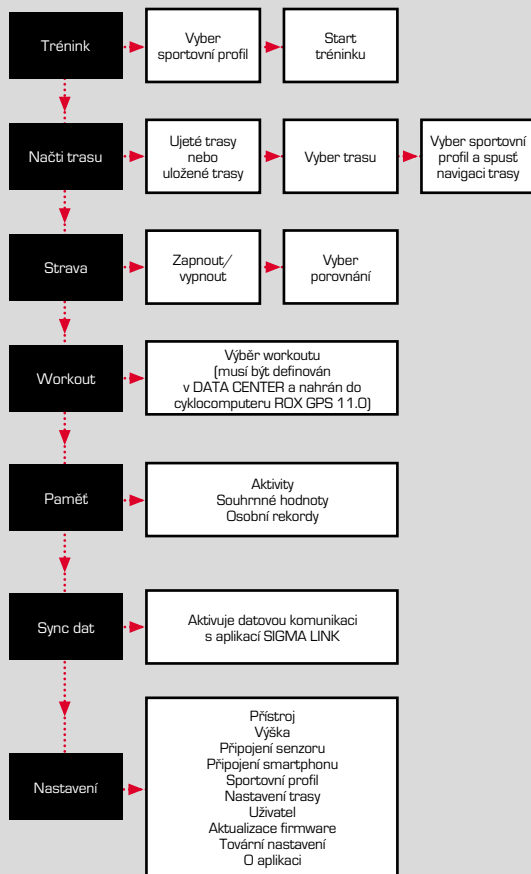 Trénink
Vyber
sportovní profil
Start
tréninku
Načti trasu
Ujeté trasy
nebo
uložené trasy
Vyber trasu
Vyber sportovní
profil a spusť
navigaci trasy
Strava
Zapnout/
vypnout
Vyber
porovnání
Workout
Výběr workoutu
(musí být definován
v DATA CENTER a nahrán do
cyklocomputeru ROX GPS 11.0)
Paměť
Aktivity
Souhrnné hodnoty
Osobní rekordy
Sync dat
Aktivuje datovou komunikaci
s aplikací SIGMA LINK
Nastavení
Přístroj
Výška
Připojení senzoru
Připojení smartphonu
Sportovní profil
Nastavení trasy
Uživatel
Aktualizace firmware
Tovární nastavení
O aplikaci